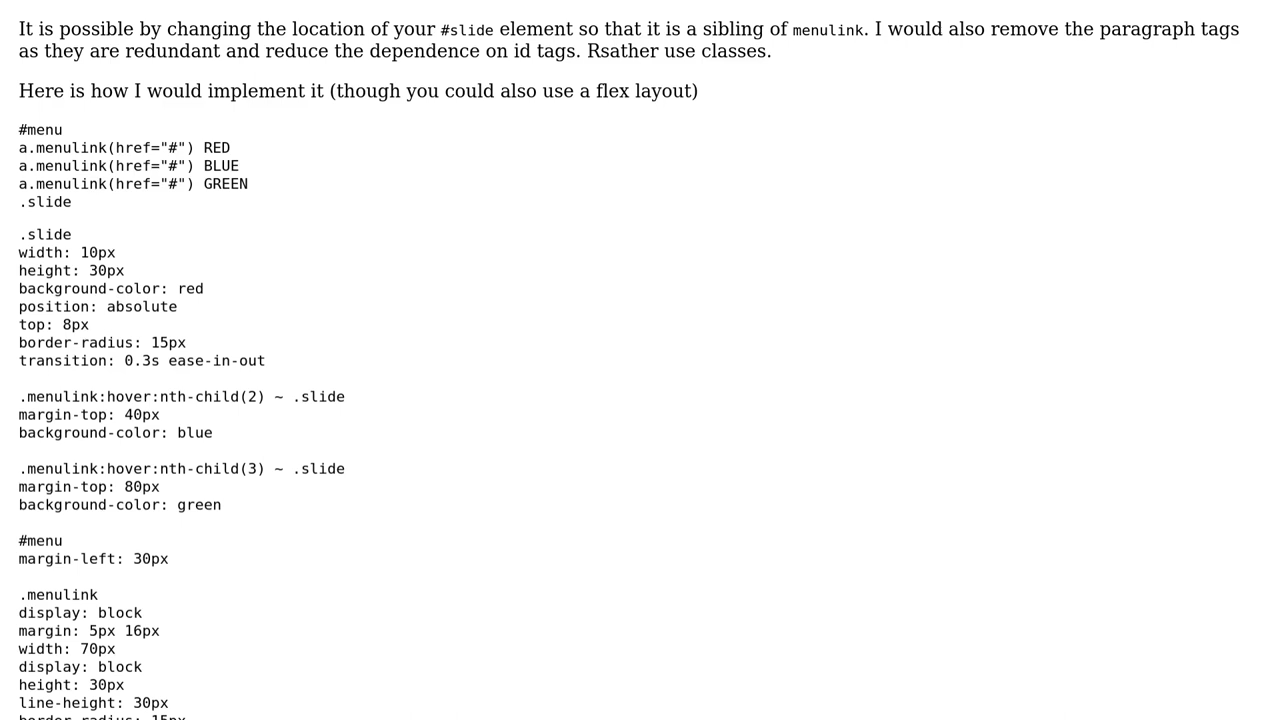 It is possible by changing the location of your #slide element so that it is a sibling of menulink. I would also remove the paragraph tags
as they are redundant and reduce the dependence on id tags. Rsather use classes.
Here is how I would implement it (though you could also use a flex layout)
#menu
a.menulink(href="#") RED
a.menulink(href="#") BLUE
a.menulink(href="#") GREEN
.slide
.slide
width: 10px
height: 30px
background-color: red
position: absolute
top: 8px
border-radius: 15px
transition: 0.3s ease-in-out
.menulink:hover:nth-child(2) ~ .slide
margin-top: 40px
background-color: blue
.menulink:hover:nth-child(3) ~ .slide
margin-top: 80px
background-color: green
#menu
margin-left: 30px
.menulink
display: block
margin: 5px 16px
width: 70px
display: block
height: 30px
line-height: 30px
border-radius: 15px